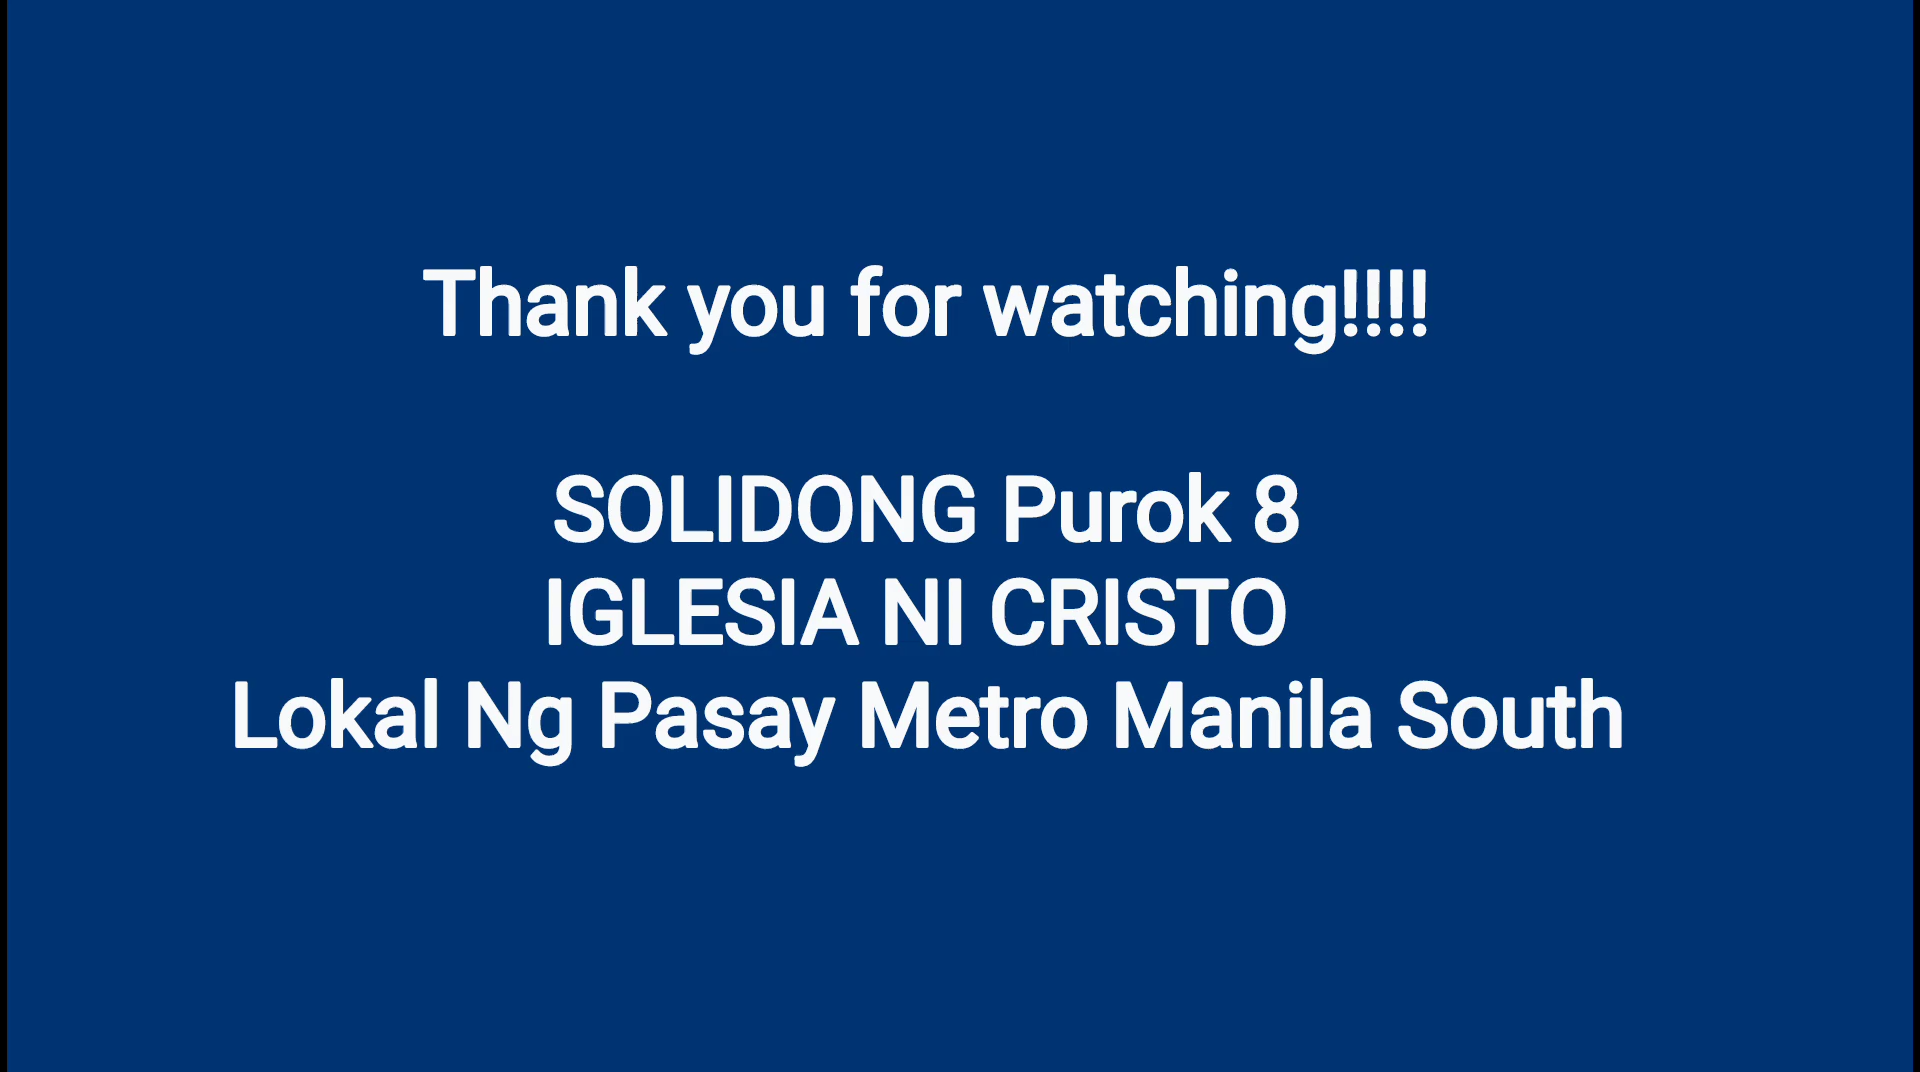 Thank you for watching!!!!
SOLIDONG Purok 8
IGLESIA NI CRISTO
Lokal Ng Pasay Metro Manila South